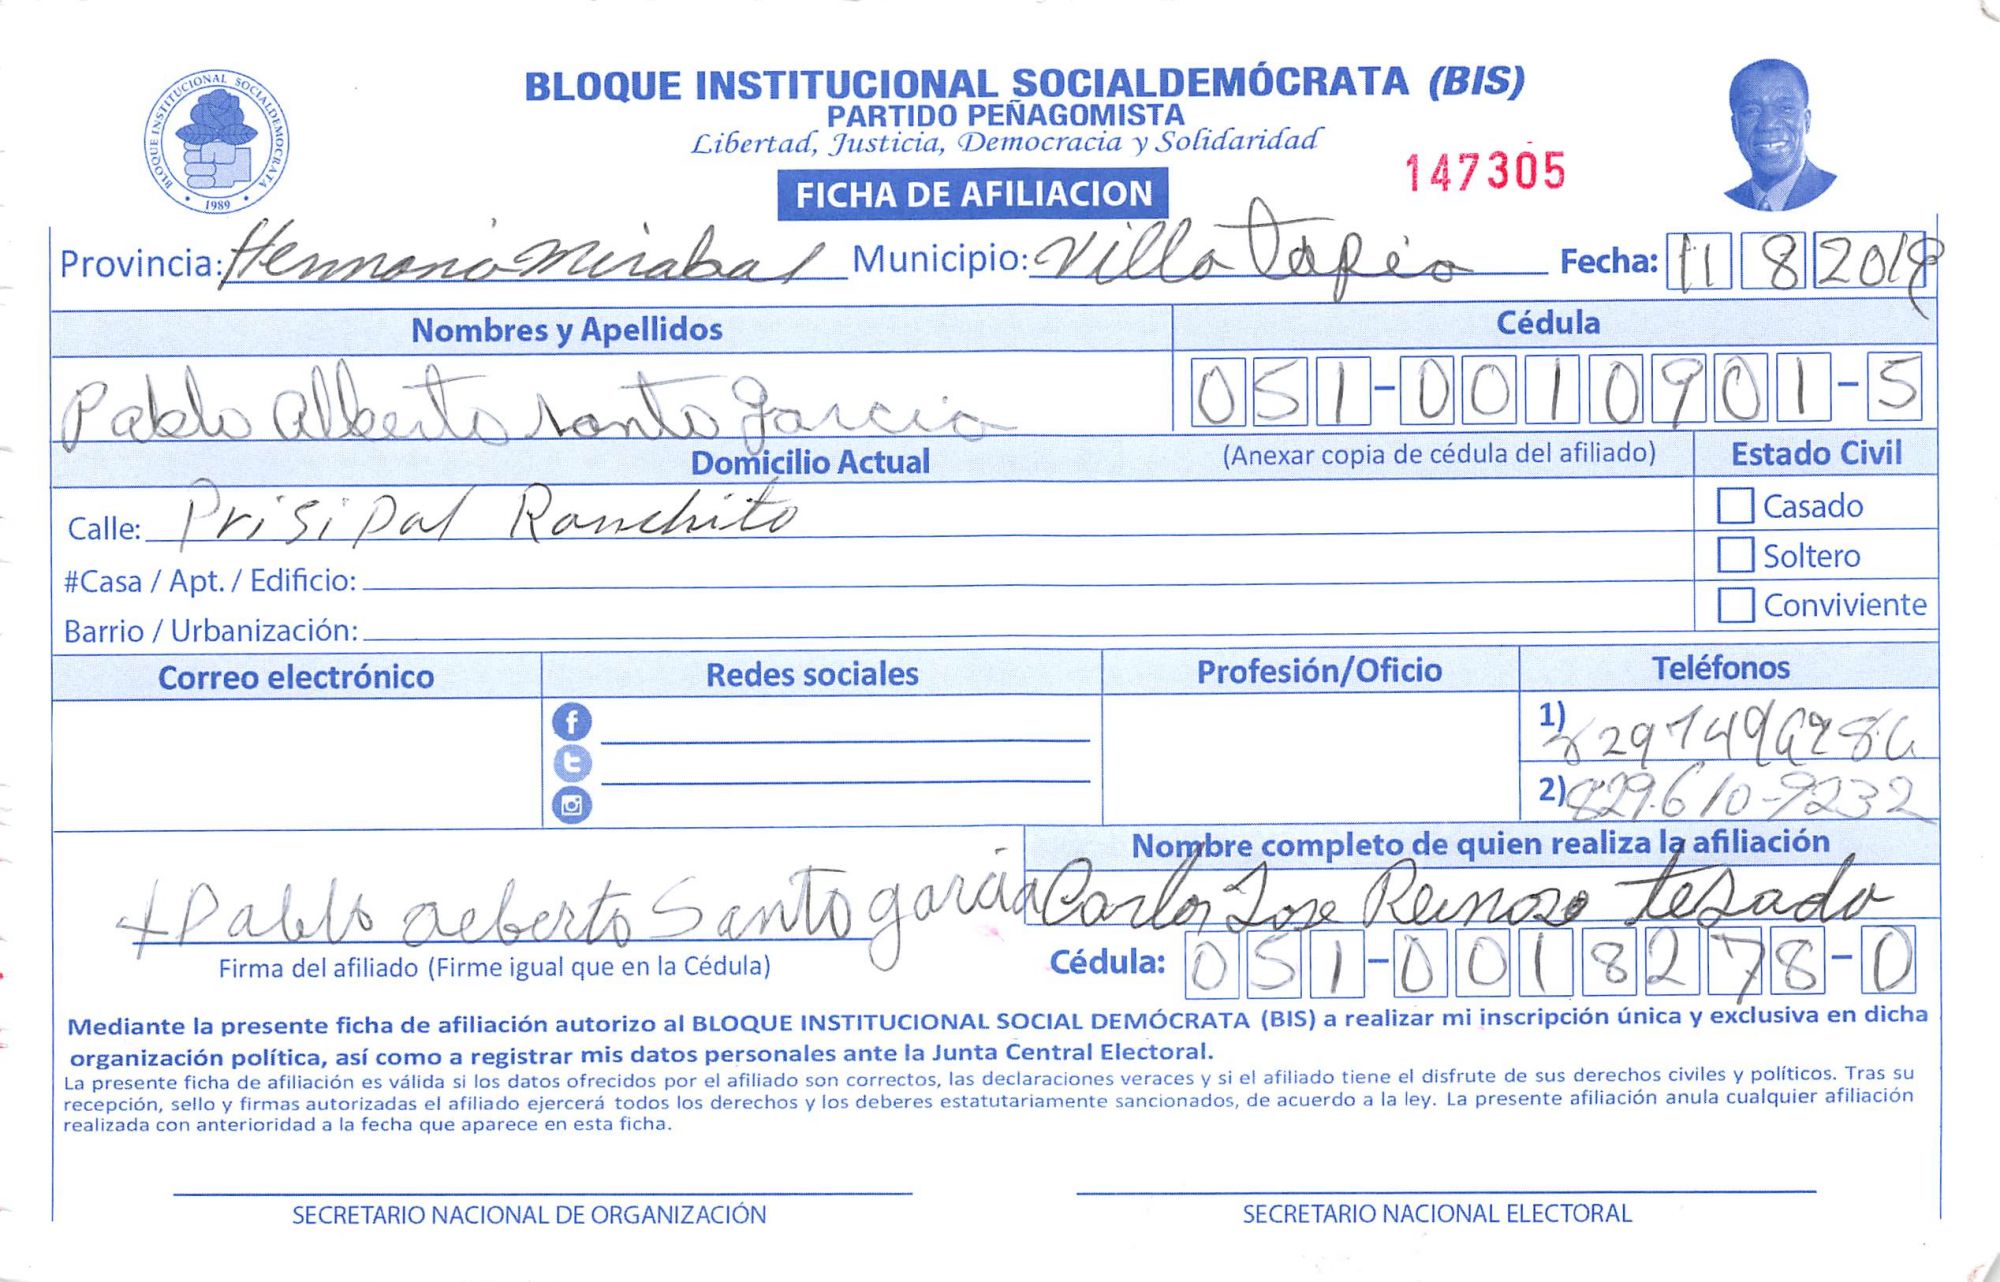 BLOQUE INSTITUCIONAL SOCIALDEMOCRATA
1989
BLOQUE INSTITUCIONAL SOCIALDEMÓCRATA (BIS)
PARTIDO PEÑAGOMISTA
Libertad, Justicia, Democracia y Solidaridad
147305
FICHA DE AFILIACION
Provincia: Hermana Mirabal Municipio: Villa Tapia Fecha: 11 8 2018
Nombres y Apellidos Cédula
Pablo Alberto Santo Garcia 051-0010901-5
Domicilio Actual (Anexar copia de cédula del afiliado) Estado Civil
Calle: Prisipal Ranchito Casado
#Casa / Apt. / Edificio: Soltero
Barrio / Urbanización: Conviviente
Correo electrónico Redes sociales Profesión/Oficio Teléfonos
1)
2) 829.610-9232
Nombre completo de quien realiza la afiliación
Pablo alberto Santo garcia Carlos Jose Reinoso tesada
Firma del afiliado (Firme igual que en la Cédula) Cédula: 051-0018278-0
Mediante la presente ficha de afiliación autorizo al BLOQUE INSTITUCIONAL SOCIAL DEMÓCRATA (BIS) a realizar mi inscripción única y exclusiva en dicha
organización política, así como a registrar mis datos personales ante la Junta Central Electoral.
La presente ficha de afiliación es válida si los datos ofrecidos por el afiliado son correctos, las declaraciones veraces y si el afiliado tiene el disfrute de sus derechos civiles y políticos. Tras su
recepción, sello y firmas autorizadas el afiliado ejercerá todos los derechos y los deberes estatutariamente sancionados, de acuerdo a la ley. La presente afiliación anula cualquier afiliación
realizada con anterioridad a la fecha que aparece en esta ficha.
SECRETARIO NACIONAL DE ORGANIZACIÓN SECRETARIO NACIONAL ELECTORAL